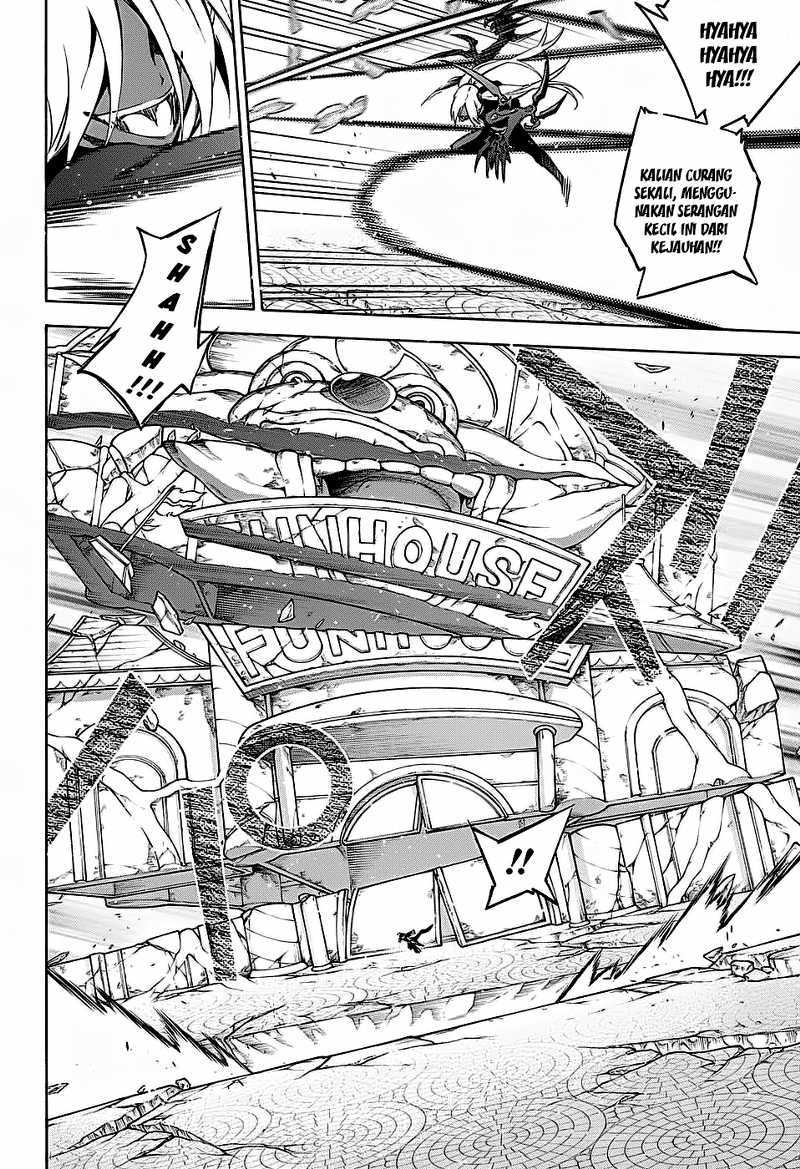 HYAHYA
HYAHYA
HYA!!!
KALIAN CURANG
SEKALI, MENGGU-
NAKAN SERANGAN
KECIL INI DARI
KEJAUHAN!!
SHAHH!!!
FUNHOUSE
FUNHOUSE
!!